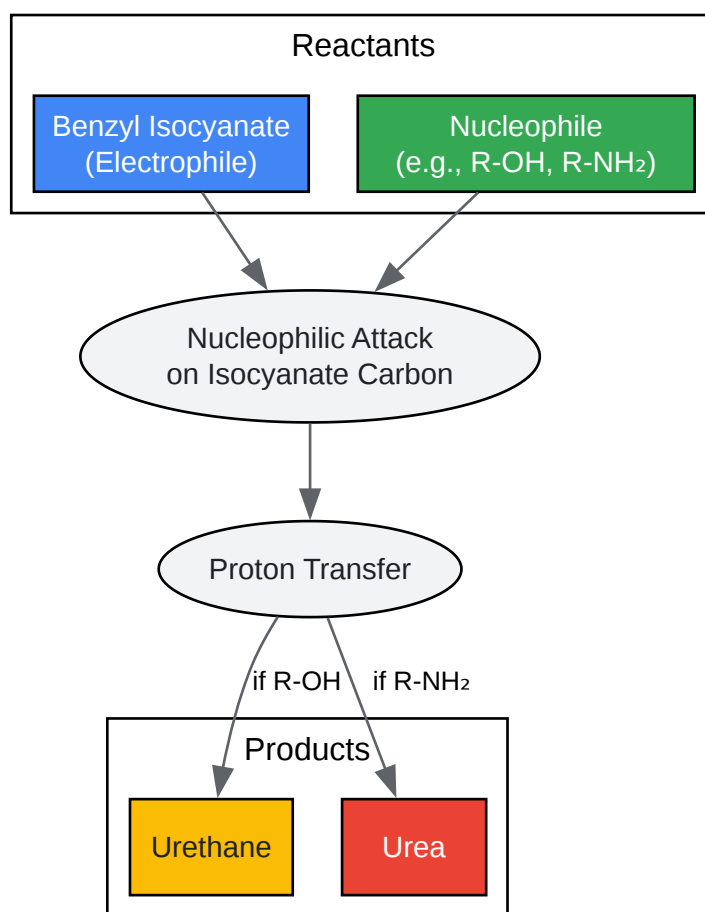 Reactants
Benzyl Isocyanate
(Electrophile)
Nucleophile
(e.g., R-OH, R-NH₂)
Nucleophilic Attack
on Isocyanate Carbon
Proton Transfer
if R-OH
if R-NH₂
Products
Urethane
Urea